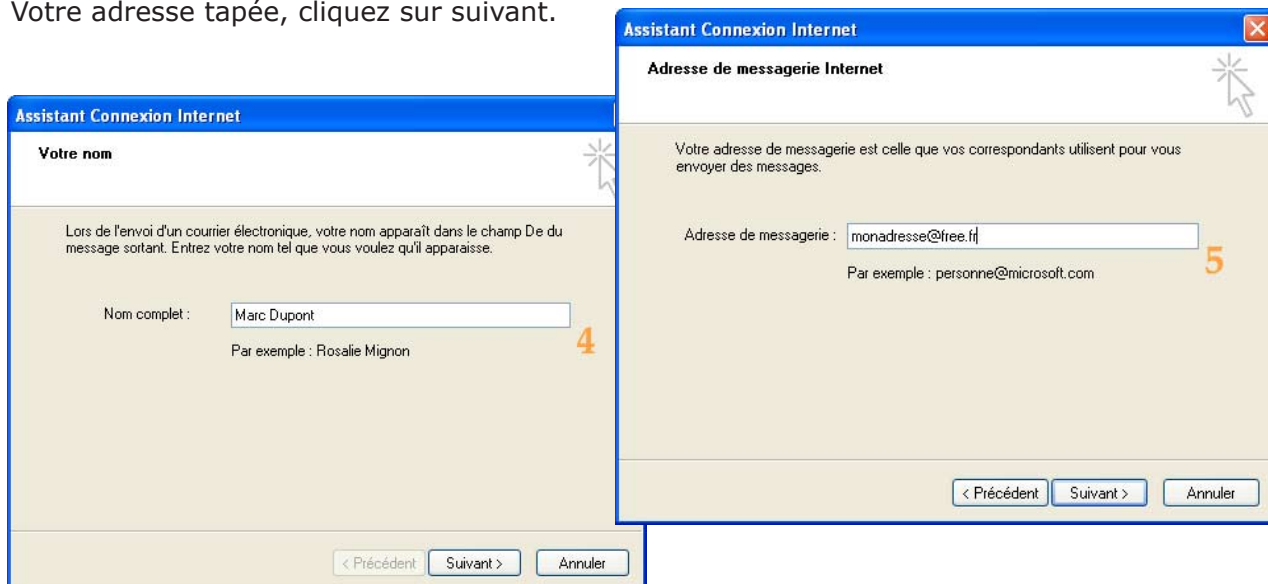 Votre adresse tapée, cliquez sur suivant.
Assistant Connexion Internet
Votre nom
Lors de l'envoi d'un courrier électronique, votre nom apparaît dans le champ De du
message sortant. Entrez votre nom tel que vous voulez qu'il apparaisse.
Nom complet :
Marc Dupont
Par exemple : Rosalie Mignon
4
< Précédent
Suivant >
Annuler
Assistant Connexion Internet
Adresse de messagerie Internet
Votre adresse de messagerie est celle que vos correspondants utilisent pour vous
envoyer des messages.
Adresse de messagerie :
monadresse@free.fr
Par exemple : personne@microsoft.com
5
< Précédent
Suivant >
Annuler